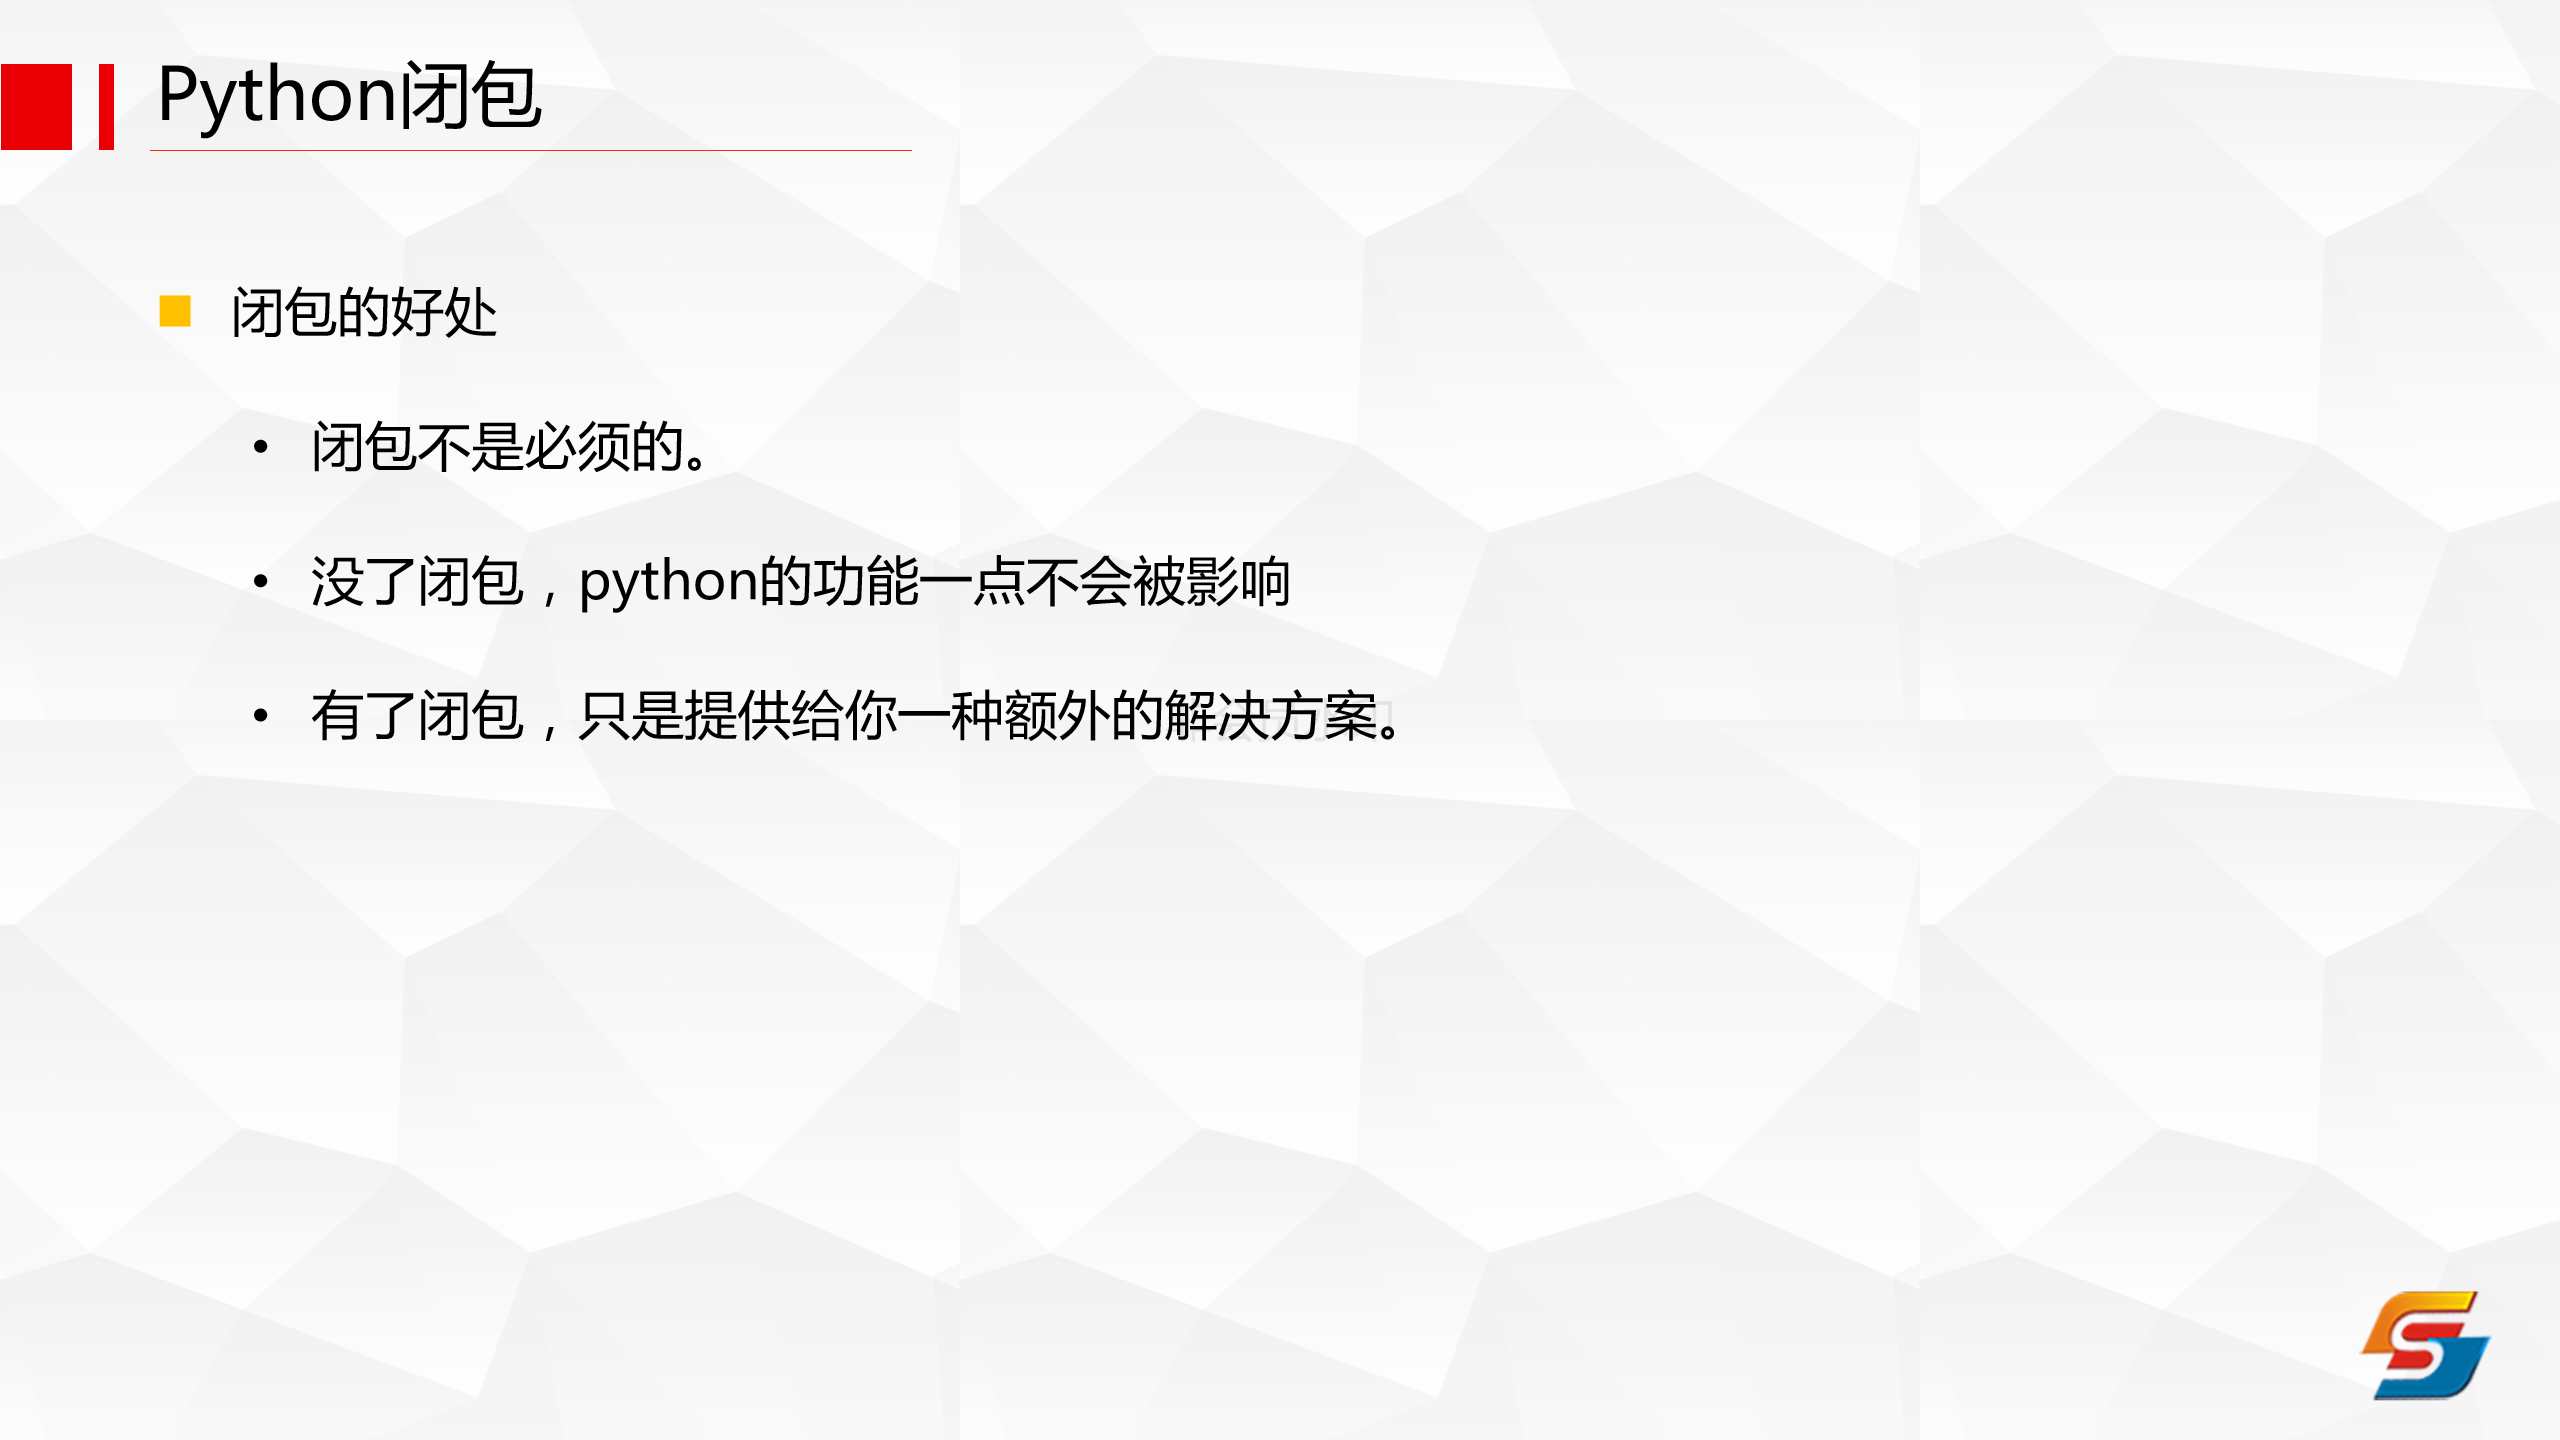 Python闭包
闭包的好处
闭包不是必须的。
没了闭包，python的功能一点不会被影响
有了闭包，只是提供给你一种额外的解决方案。